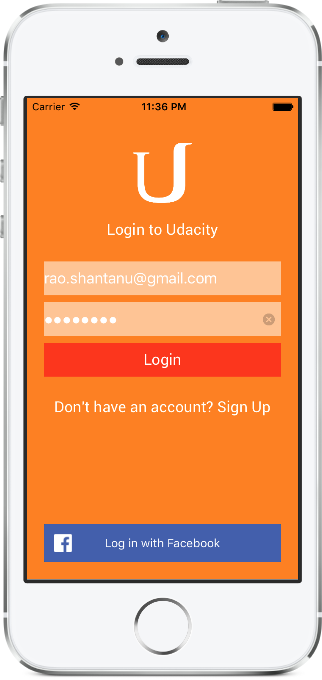 Carrier 11:36 PM
U
Login to Udacity
rao.shantanu@gmail.com
●●●●●●●●
Login
Don't have an account? Sign Up
Log in with Facebook